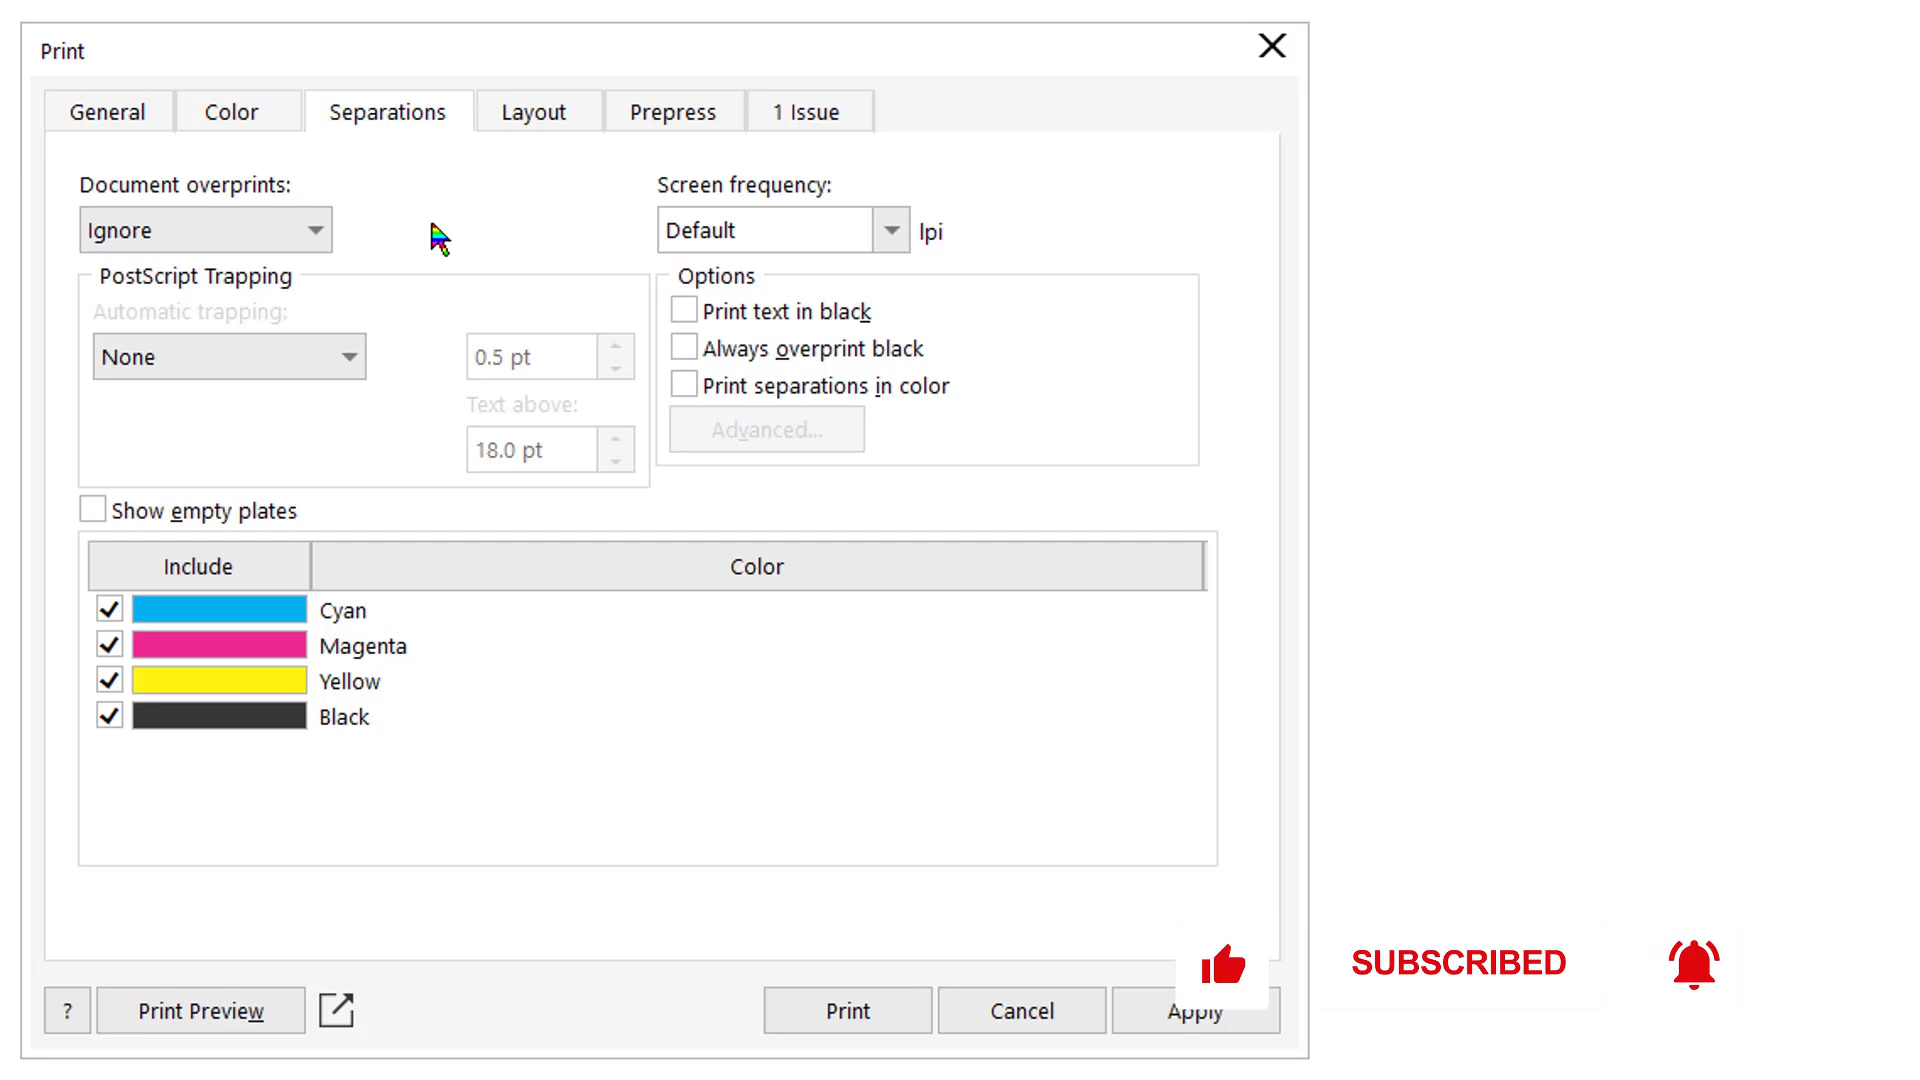 Print
General Color Separations Layout Prepress 1 Issue
Document overprints: Screen frequency:
Ignore Default lpi
PostScript Trapping Options
Automatic trapping: Print text in black
None 0.5 pt Always overprint black
Text above: Print separations in color
18.0 pt Advanced...
Show empty plates
Include Color
Cyan
Magenta
Yellow
Black
SUBSCRIBED
? Print Preview Print Cancel Apply